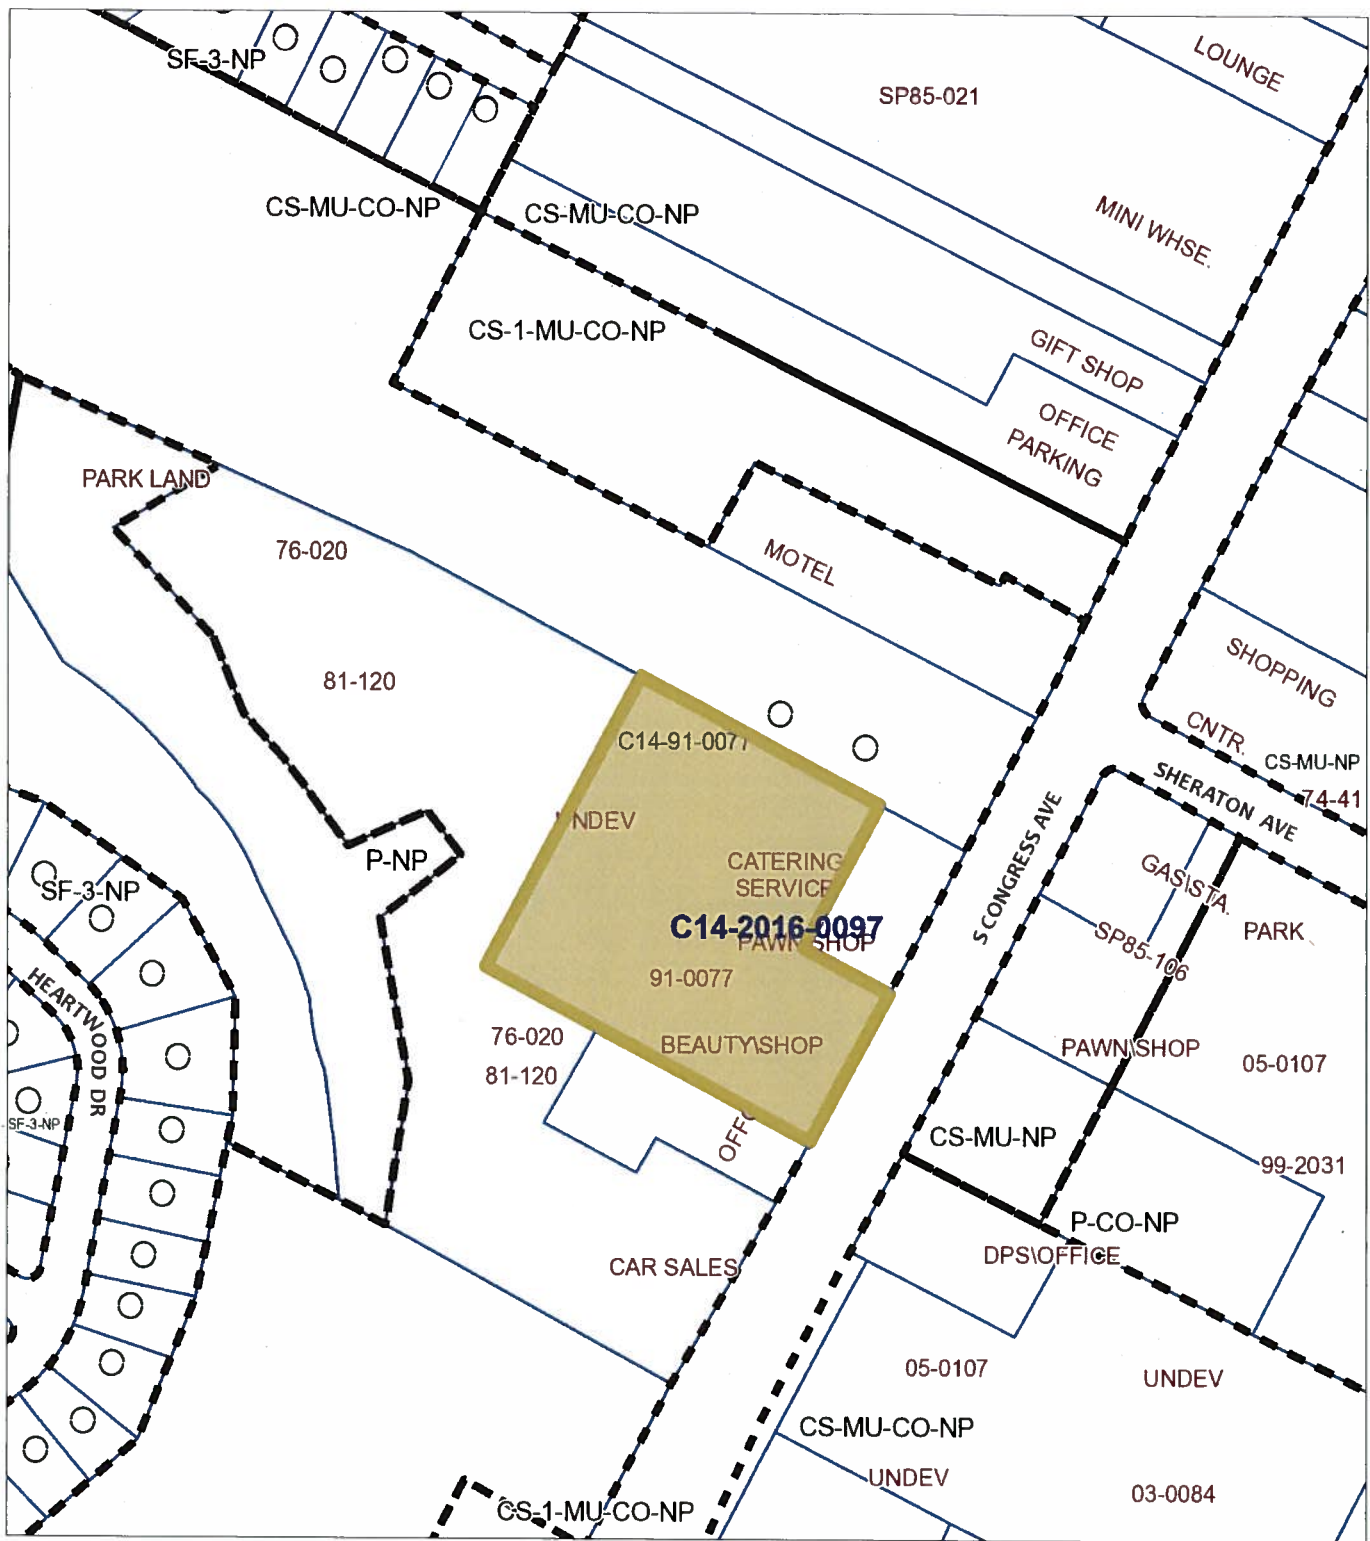 LOUNGE
SF-3-NP
SP85-021
CS-MU-CO-NP
CS-MU-CO-NP
MINI WHSE.
CS-1-MU-CO-NP
GIFT SHOP
OFFICE
PARKING
PARK LAND
76-020
MOTEL
81-120
SHOPPING
CNTR.
C14-91-0077
CS-MU-NP
74-41
SHERATON AVE
UNDEV
S CONGRESS AVE
P-NP
CATERING
SERVICE
GAS\STA.
SF-3-NP
C14-2016-0097
PARK
PAWN SHOP
SP85-106
91-0077
HEARTWOOD DR
76-020
BEAUTY\SHOP
PAWN\SHOP
05-0107
81-120
SF-3-NP
OFFC
CS-MU-NP
99-2031
P-CO-NP
DPS\OFFICE
CAR SALES
05-0107
UNDEV
CS-MU-CO-NP
UNDEV
03-0084
CS-1-MU-CO-NP